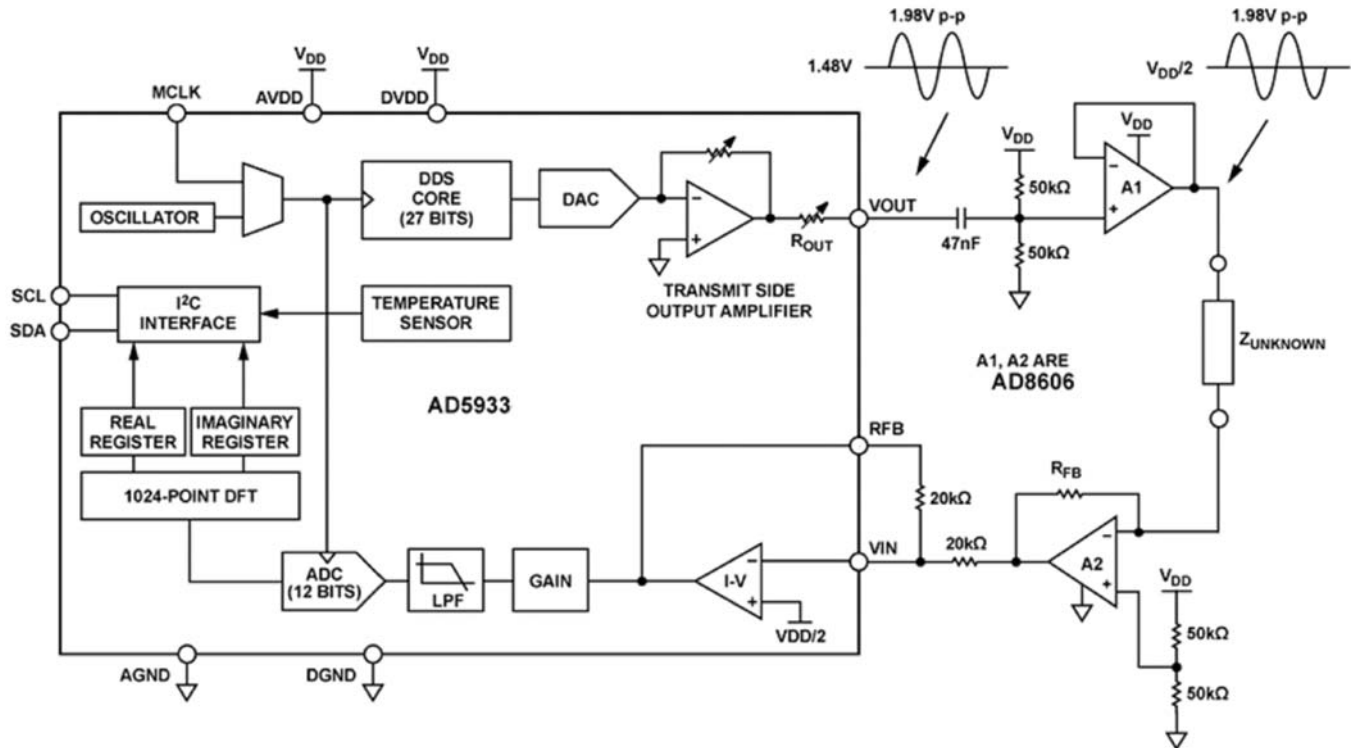 1.98V p-p
1.98V p-p
VDD
VDD
1.48V
VDD/2
MCLK
AVDD
DVDD
VDD
VDD
A1
DDS
CORE
(27 BITS)
DAC
50kΩ
OSCILLATOR
ROUT
VOUT
47nF
50kΩ
SCL
SDA
I²C
INTERFACE
TEMPERATURE
SENSOR
TRANSMIT SIDE
OUTPUT AMPLIFIER
ZUNKNOWN
A1, A2 ARE
AD8606
AD5933
REAL
REGISTER
IMAGINARY
REGISTER
RFB
RFB
1024-POINT DFT
20kΩ
VIN
20kΩ
A2
ADC
(12 BITS)
LPF
GAIN
I-V
VDD/2
VDD
50kΩ
50kΩ
AGND
DGND